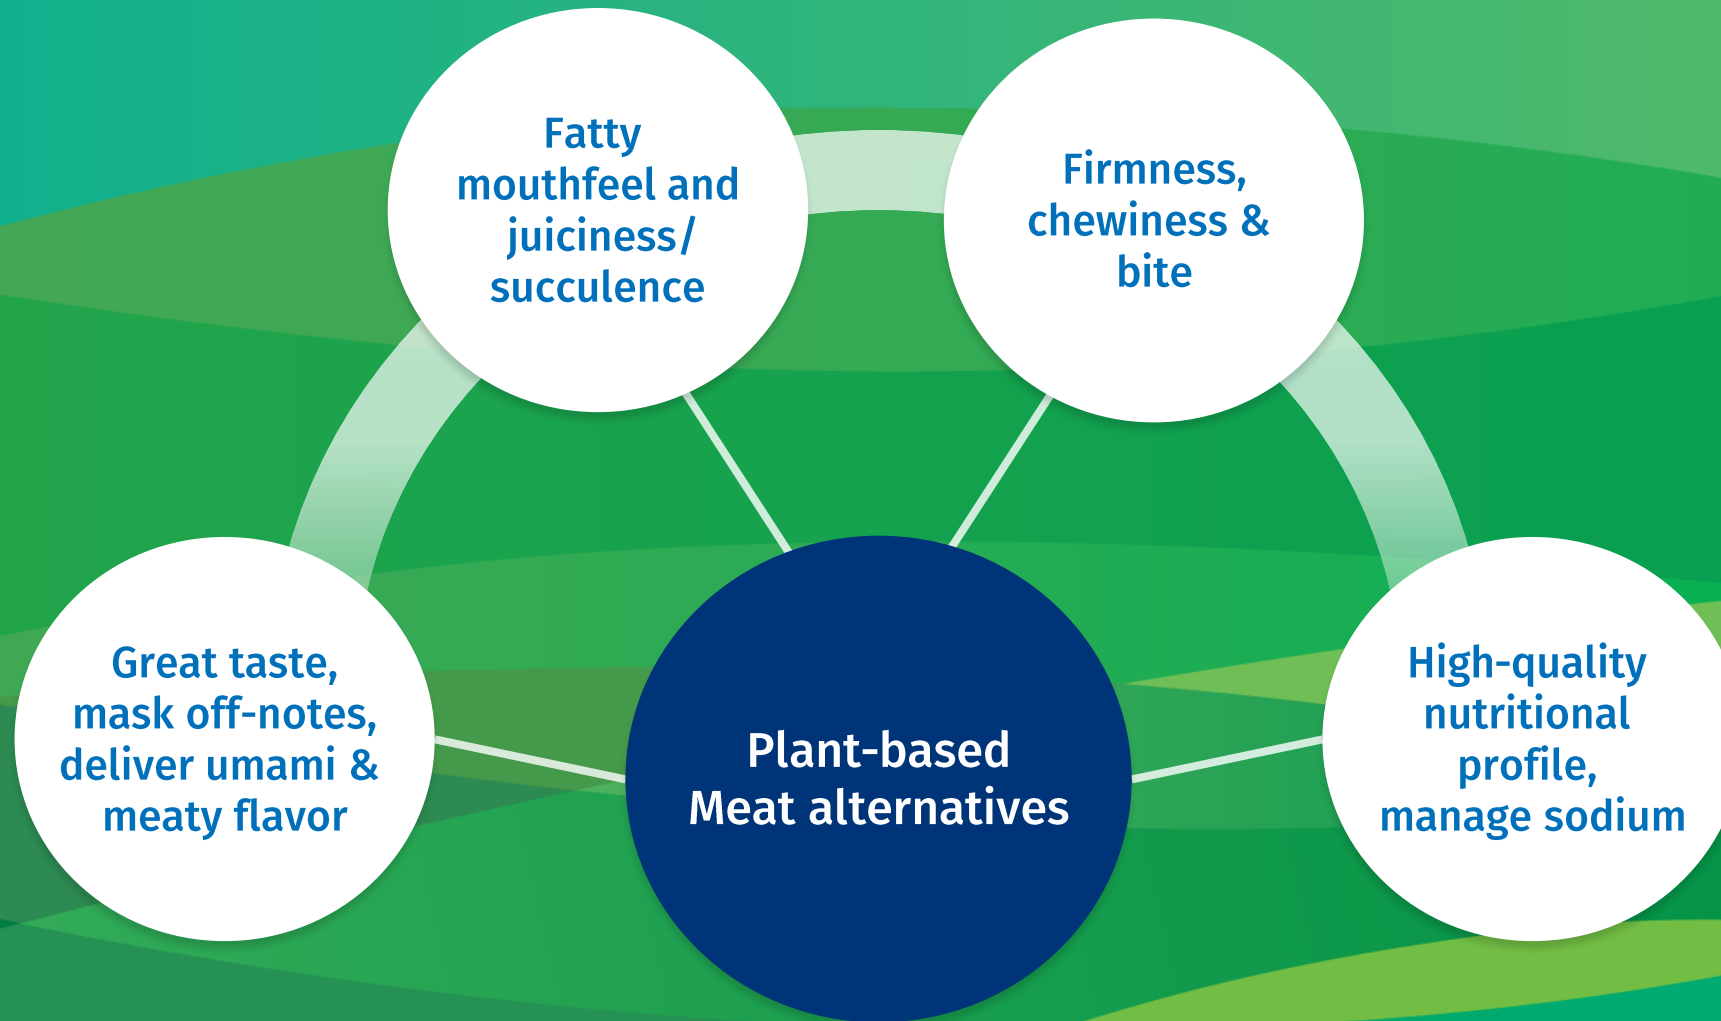 Fatty
mouthfeel and
juiciness/
succulence
Firmness,
chewiness &
bite
Great taste,
mask off-notes,
deliver umami &
meaty flavor
Plant-based
Meat alternatives
High-quality
nutritional
profile,
manage sodium